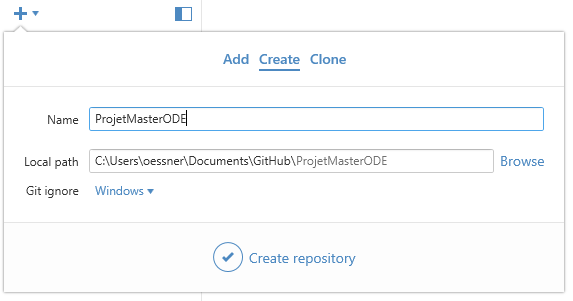 Add Create Clone
Name ProjetMasterODE
Local path C:\Users\oessner\Documents\GitHub\ProjetMasterODE Browse
Git ignore Windows
Create repository